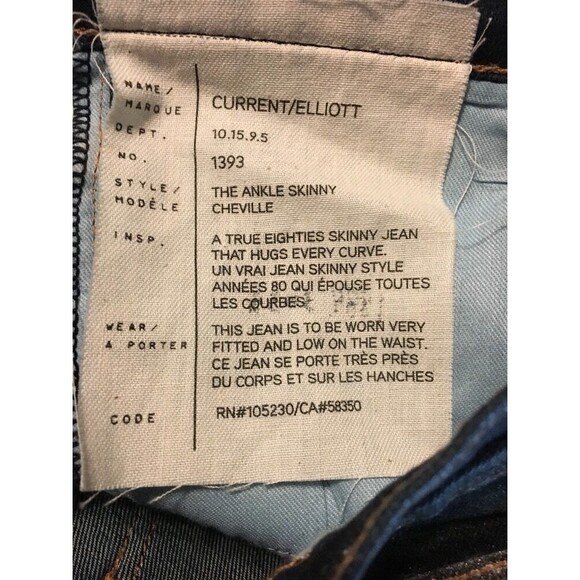 NAME/
MARQUE
CURRENT/ELLIOTT
DEPT.
10.15.9.5
NO.
1393
STYLE/
MODÈLE
THE ANKLE SKINNY
CHEVILLE
INSP.
A TRUE EIGHTIES SKINNY JEAN
THAT HUGS EVERY CURVE.
UN VRAI JEAN SKINNY STYLE
ANNÉES 80 QUI ÉPOUSE TOUTES
LES COURBES
WEAR/
A PORTER
THIS JEAN IS TO BE WORN VERY
FITTED AND LOW ON THE WAIST.
CE JEAN SE PORTE TRÈS PRÈS
DU CORPS ET SUR LES HANCHES
CODE
RN#105230/CA#58350